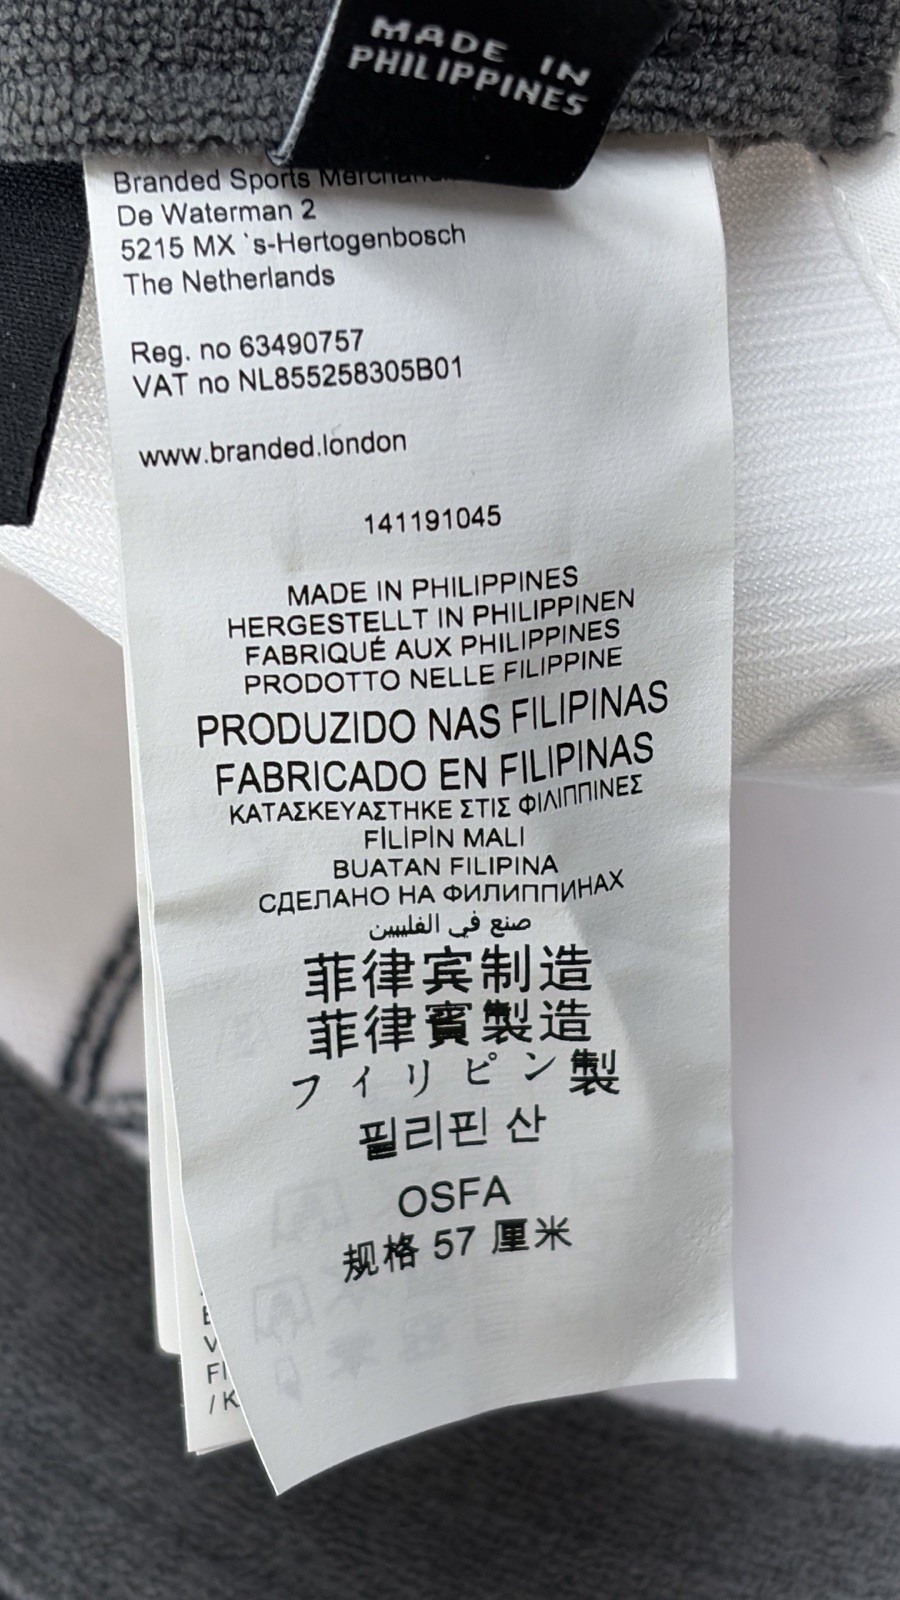 MADE IN
PHILIPPINES
Branded Sports
De Waterman 2
5215 MX `s-Hertogenbosch
The Netherlands
Reg. no 63490757
VAT no NL855258305B01
www.branded.london
141191045
MADE IN PHILIPPINES
HERGESTELLT IN PHILIPPINEN
FABRIQUÉ AUX PHILIPPINES
PRODOTTO NELLE FILIPPINE
PRODUZIDO NAS FILIPINAS
FABRICADO EN FILIPINAS
ΚΑΤΑΣΚΕΥΑΣΤΗΚΕ ΣΤΙΣ ΦΙΛΙΠΠΙΝΕΣ
FİLİPİN MALI
BUATAN FILIPINA
СДЕЛАНО НА ФИЛИППИНАХ
صنع في الفلبين
菲律宾制造
菲律賓製造
フィリピン製
필리핀 산
OSFA
规格 57 厘米